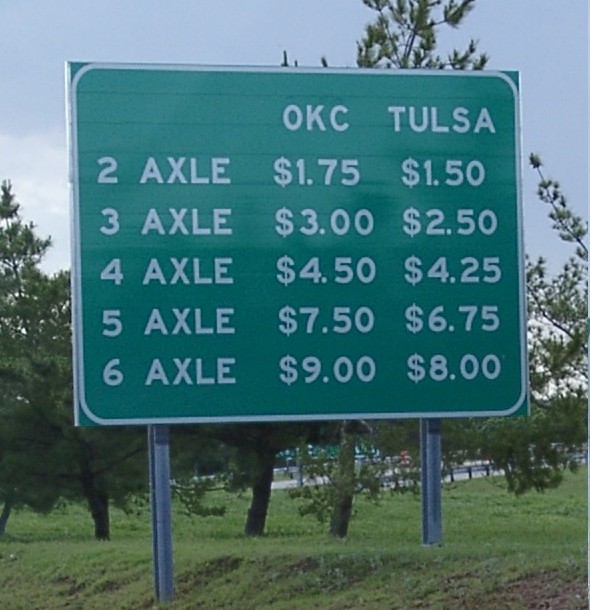 OKC TULSA
2 AXLE $1.75 $1.50
3 AXLE $3.00 $2.50
4 AXLE $4.50 $4.25
5 AXLE $7.50 $6.75
6 AXLE $9.00 $8.00